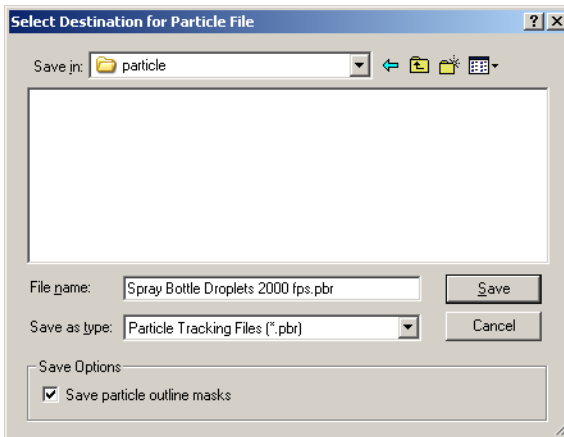 Select Destination for Particle File
Save in: particle
File name: Spray Bottle Droplets 2000 fps.pbr Save
Save as type: Particle Tracking Files (*.pbr) Cancel
Save Options
Save particle outline masks